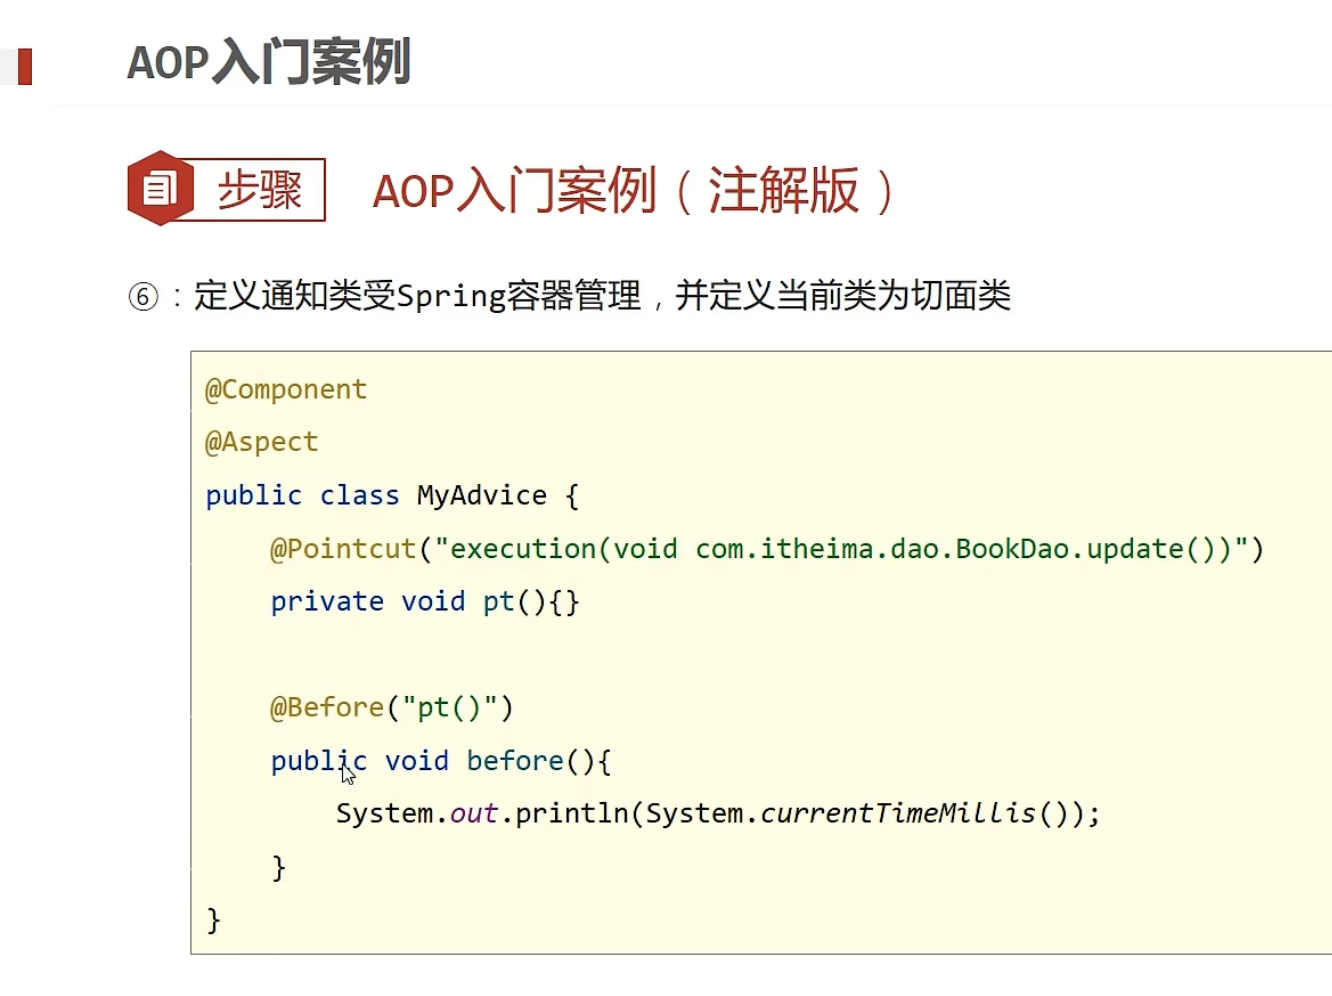 AOP入门案例
步骤
AOP入门案例（注解版）
⑥：定义通知类受Spring容器管理，并定义当前类为切面类
@Component
@Aspect
public class MyAdvice {
    @Pointcut("execution(void com.itheima.dao.BookDao.update())")
    private void pt(){}
    @Before("pt()")
    public void before(){
        System.out.println(System.currentTimeMillis());
    }
}